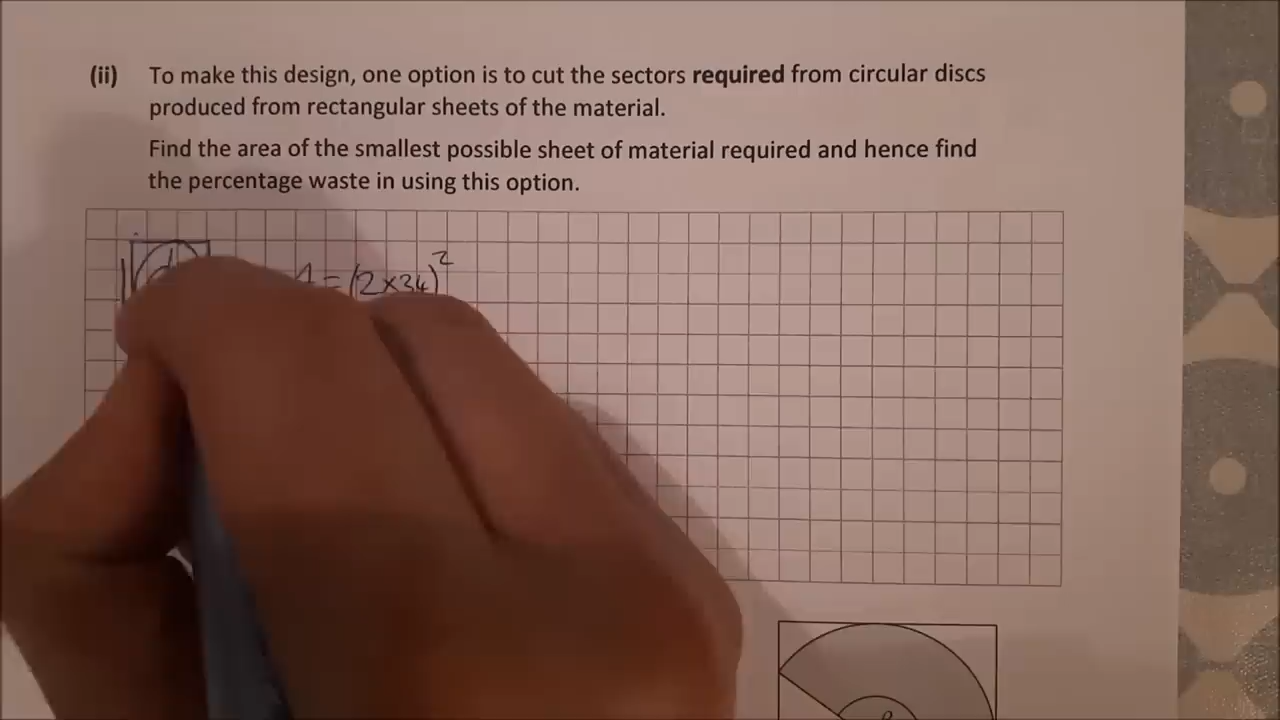 (ii) To make this design, one option is to cut the sectors required from circular discs
produced from rectangular sheets of the material.
Find the area of the smallest possible sheet of material required and hence find
the percentage waste in using this option.
A = (2×34)²